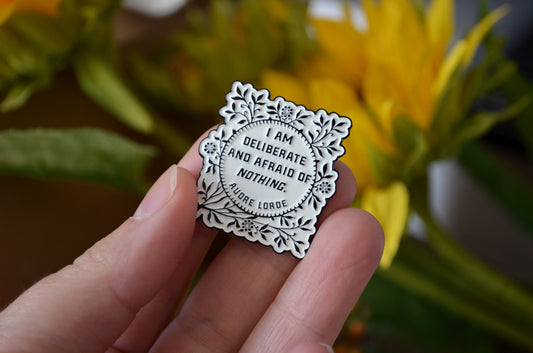 I AM
DELIBERATE
AND AFRAID OF
NOTHING.
AUDRE LORDE